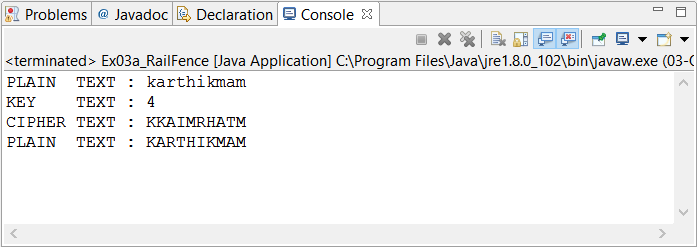 Problems @ Javadoc Declaration Console
<terminated> Ex03a_RailFence [Java Application] C:\Program Files\Java\jre1.8.0_102\bin\javaw.exe (03-
PLAIN  TEXT : karthikmam
KEY    TEXT : 4
CIPHER TEXT : KKAIMRHATM
PLAIN  TEXT : KARTHIKMAM